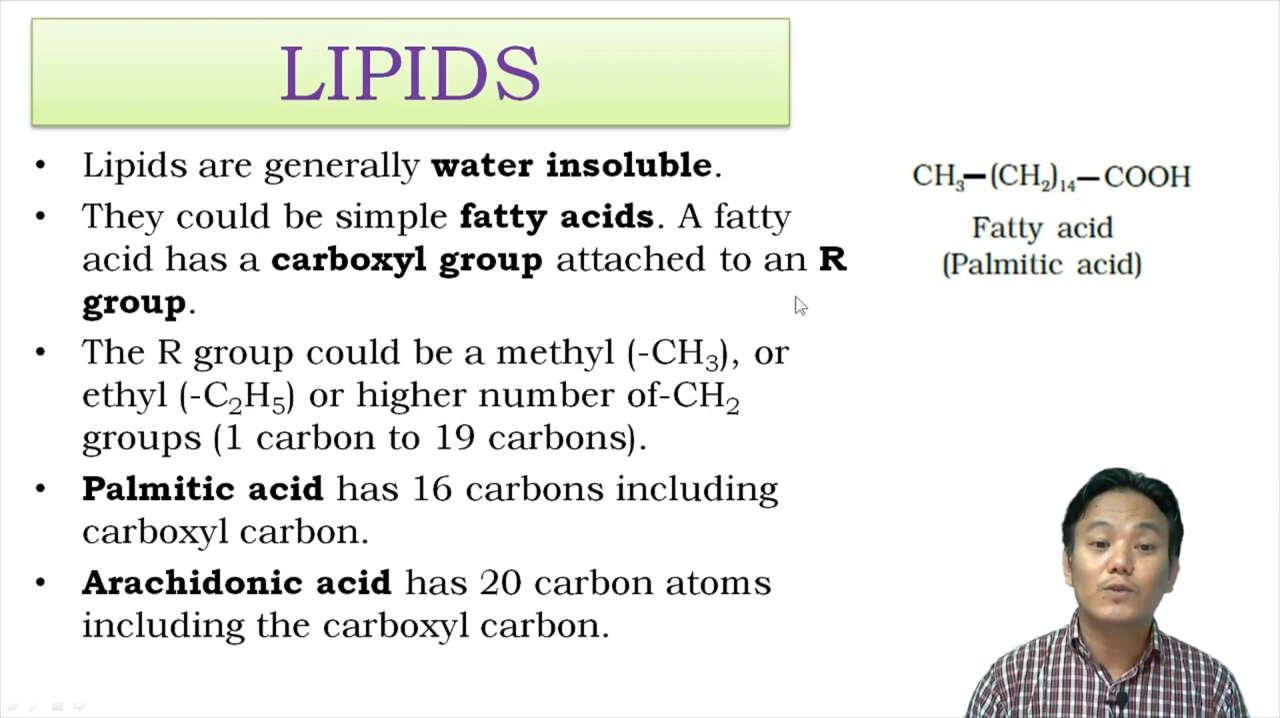 LIPIDS
• Lipids are generally water insoluble.
• They could be simple fatty acids. A fatty
acid has a carboxyl group attached to an R
group.
• The R group could be a methyl (-CH₃), or
ethyl (-C₂H₅) or higher number of-CH₂
groups (1 carbon to 19 carbons).
• Palmitic acid has 16 carbons including
carboxyl carbon.
• Arachidonic acid has 20 carbon atoms
including the carboxyl carbon.
CH₃–(CH₂)₁₄–COOH
Fatty acid
(Palmitic acid)